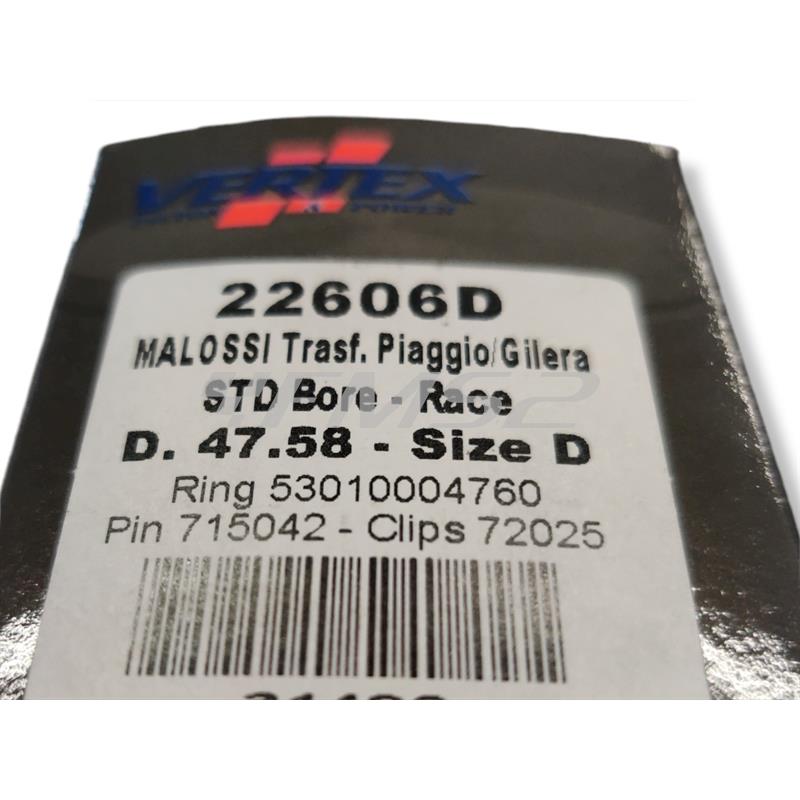 VERTEX
22606D
MALOSSI Trasf. Piaggio/Gilera
STD Bore - Race
D. 47.58 - Size D
Ring 53010004760
Pin 715042 - Clips 72025